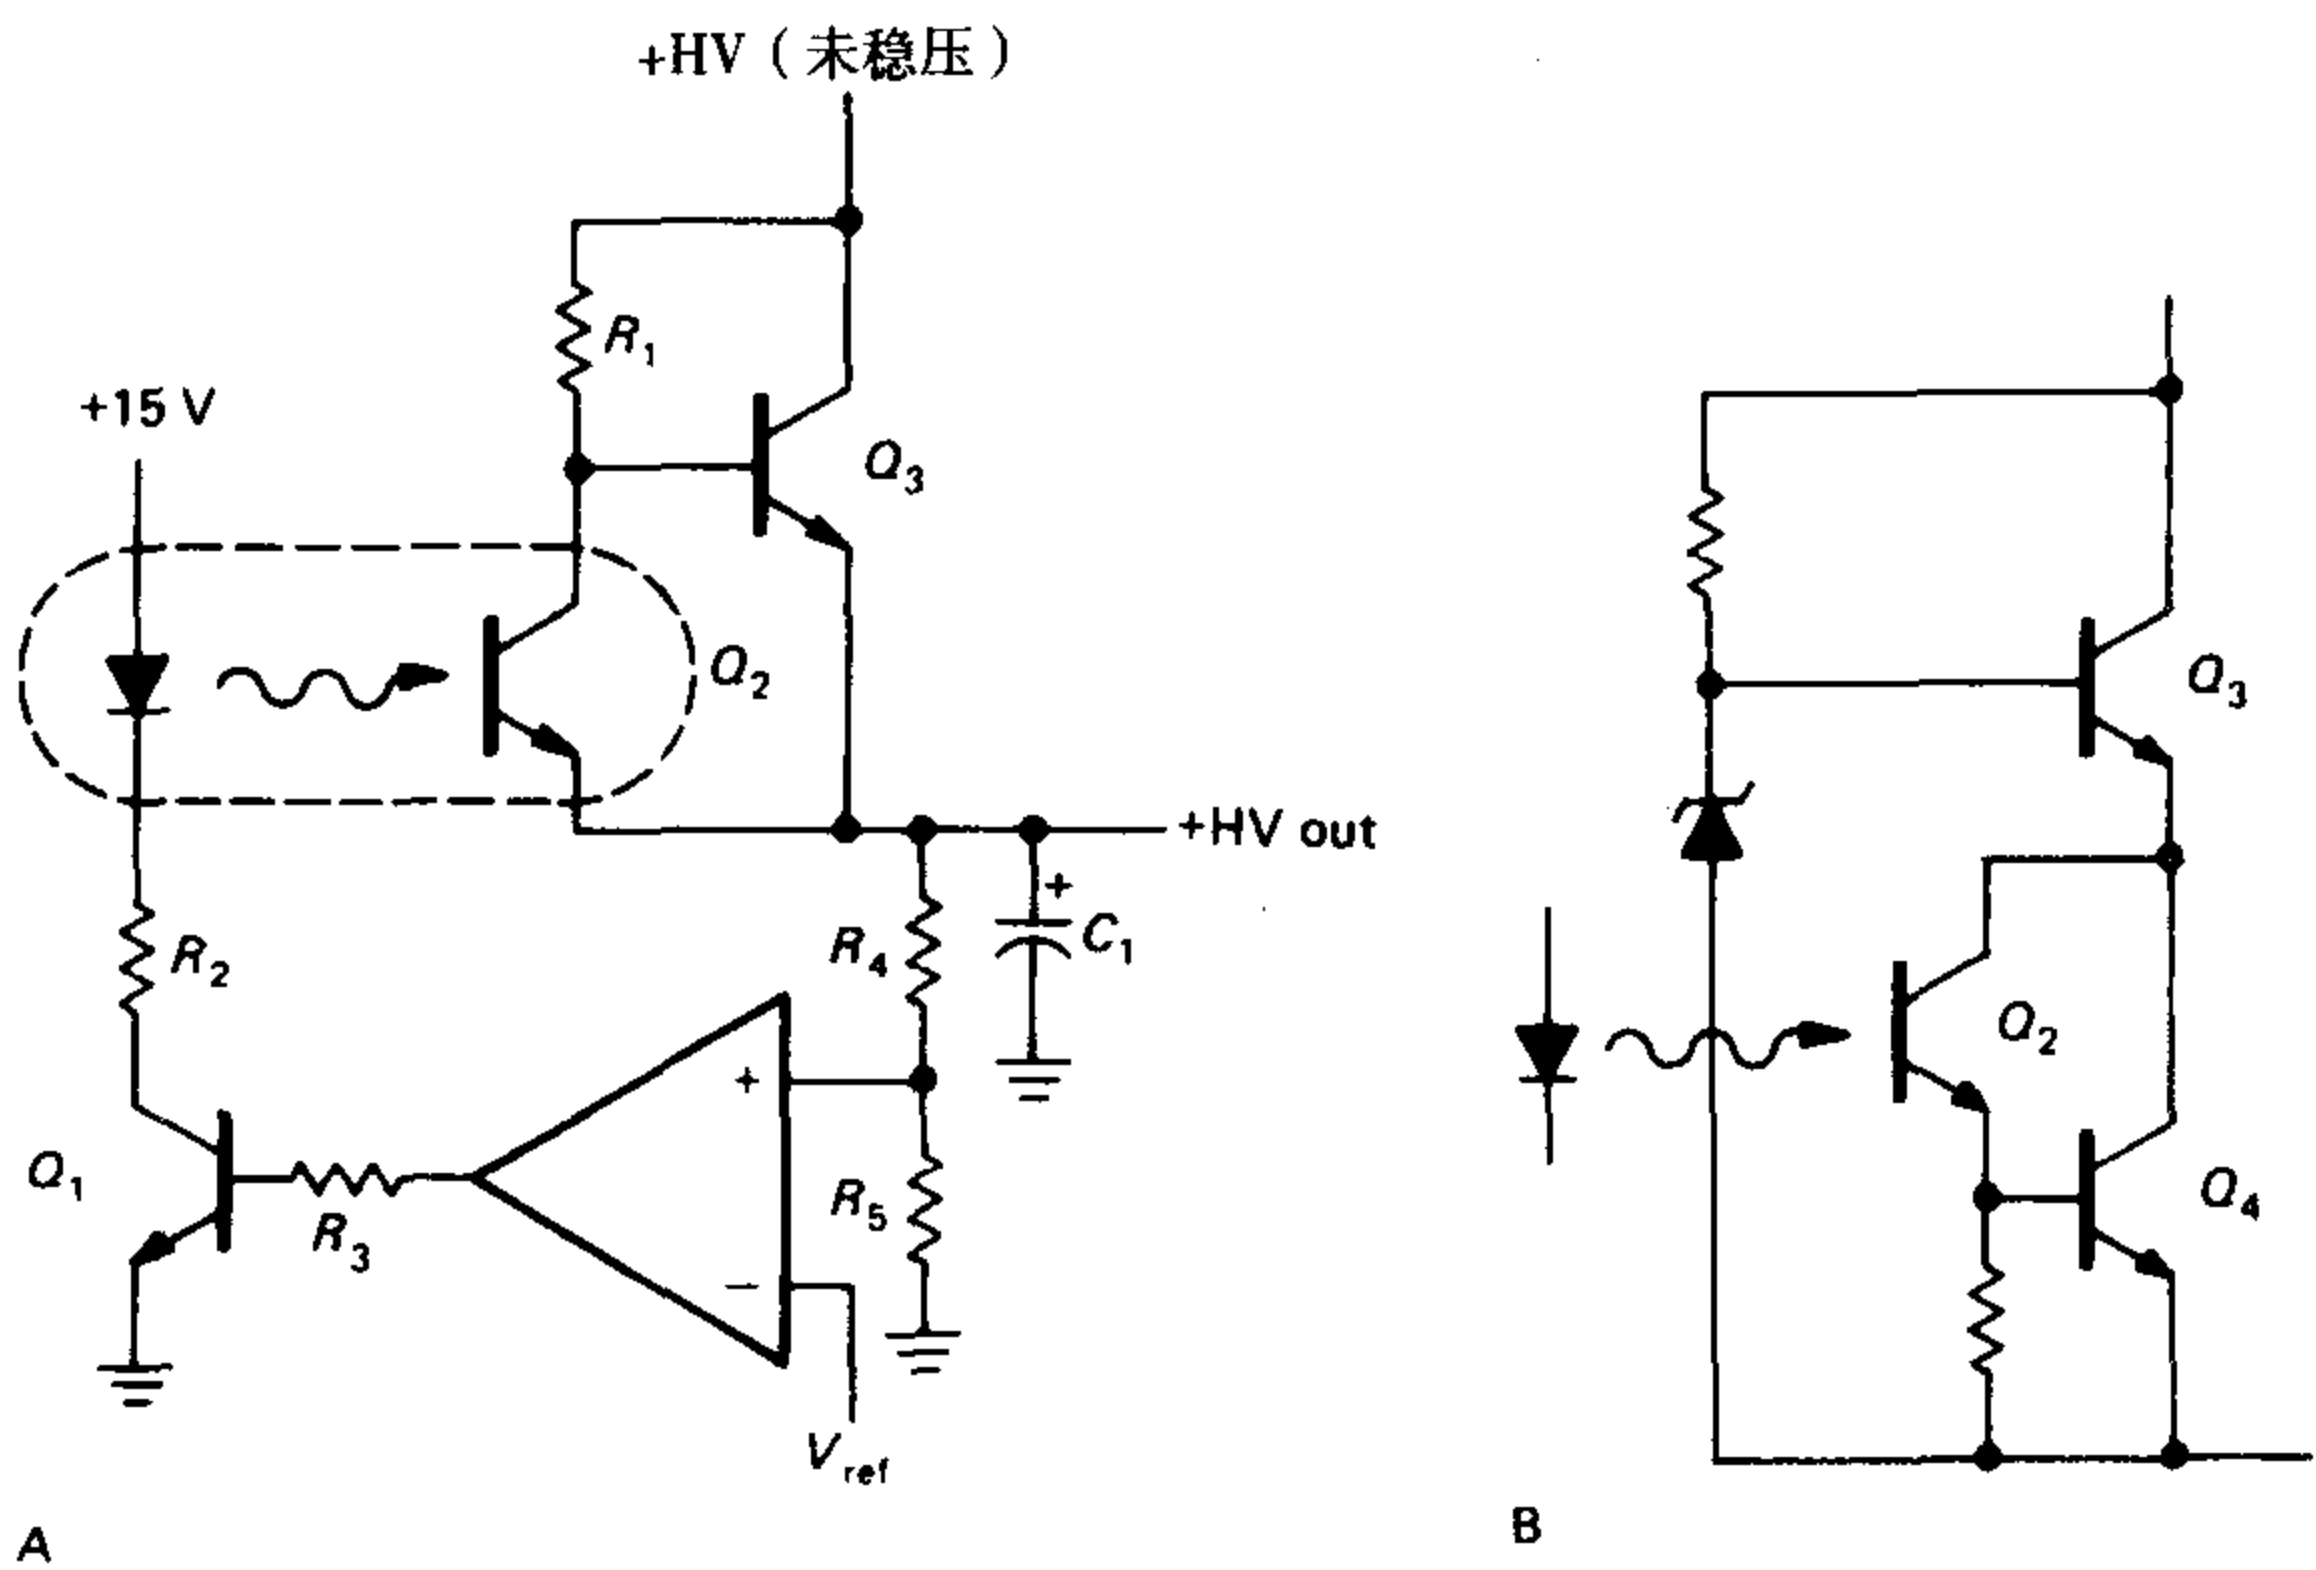 +HV（未稳压）
R1
+15 V
Q3
Q2
+HV out
R2
R4
+
C1
+
Q1
R3
R5
−
Vref
A
Q3
Q2
Q4
B